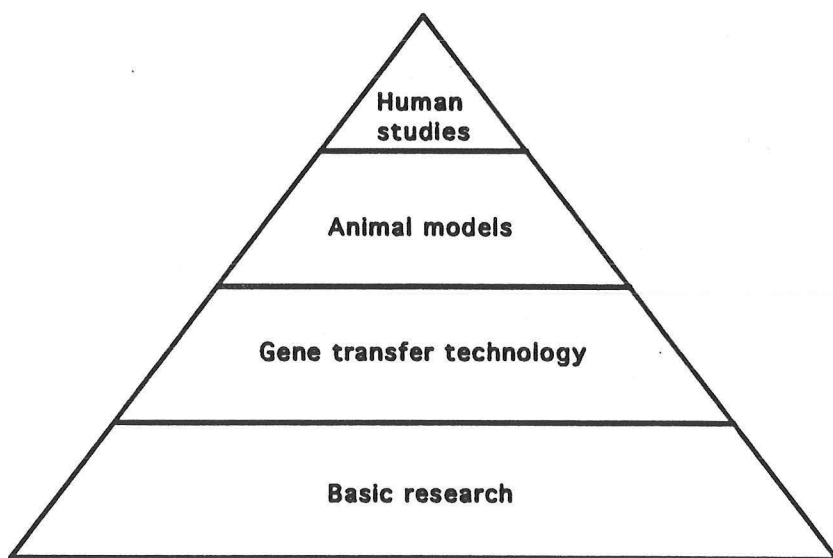 Human
studies
Animal models
Gene transfer technology
Basic research